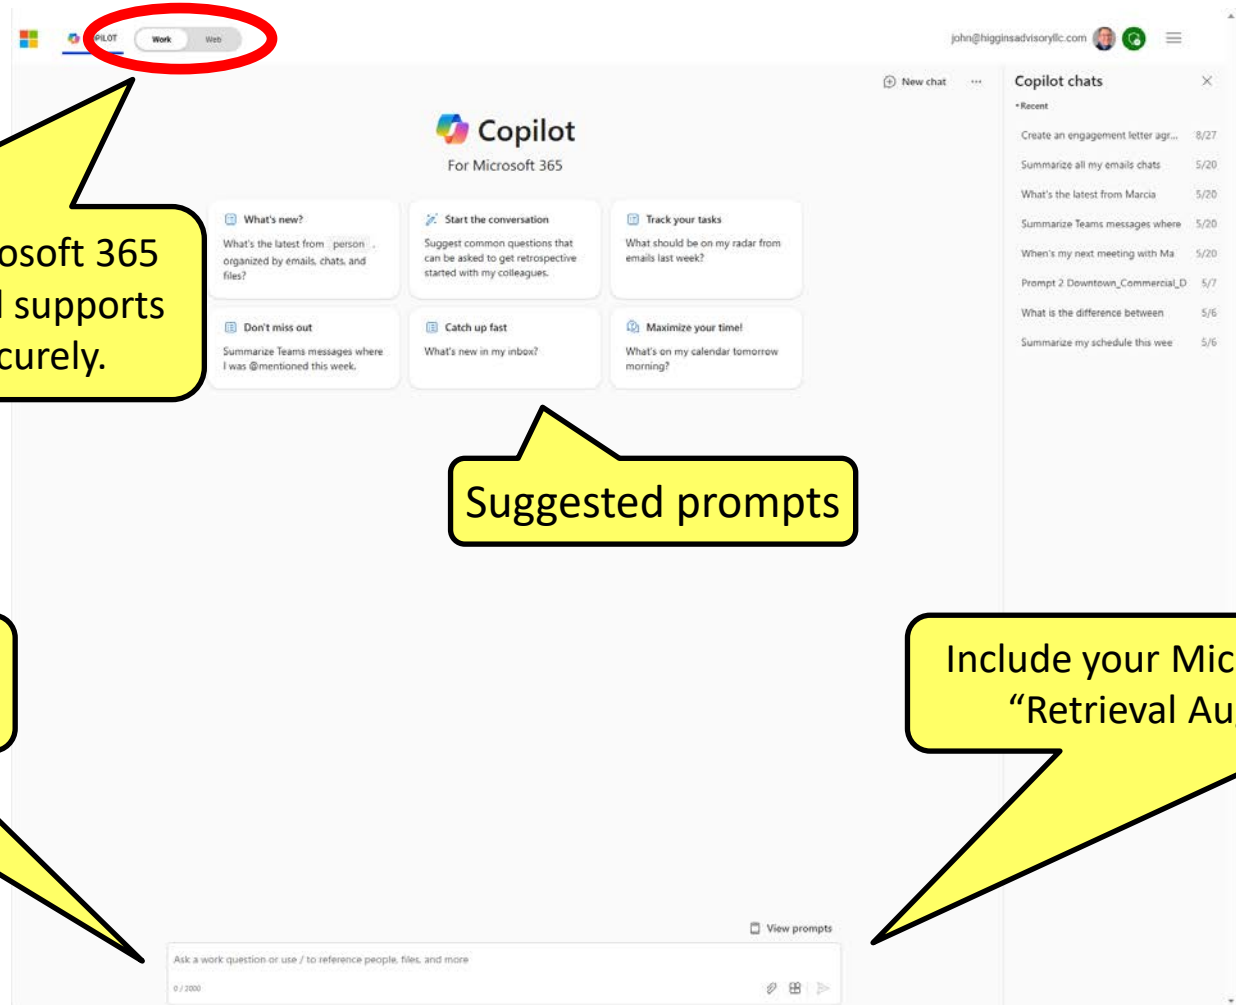 PILOT
Work
Web
john@higginsadvisoryllc.com
New chat
...
Copilot chats
Recent
Create an engagement letter agr... 8/27
Summarize all my emails chats 5/20
What's the latest from Marcia 5/20
Summarize Teams messages where 5/20
When's my next meeting with Ma 5/20
Prompt 2 Downtown_Commercial_D 5/7
What is the difference between 5/6
Summarize my schedule this wee 5/6
Copilot
For Microsoft 365
What's new?
What's the latest from person ,
organized by emails, chats, and
files?
Start the conversation
Suggest common questions that
can be asked to get retrospective
started with my colleagues.
Track your tasks
What should be on my radar from
emails last week?
Don't miss out
Summarize Teams messages where
I was @mentioned this week.
Catch up fast
What's new in my inbox?
Maximize your time!
What's on my calendar tomorrow
morning?
osoft 365
supports
curely.
Suggested prompts
Include your Mic
“Retrieval Au
View prompts
Ask a work question or use / to reference people, files, and more
0 / 2000